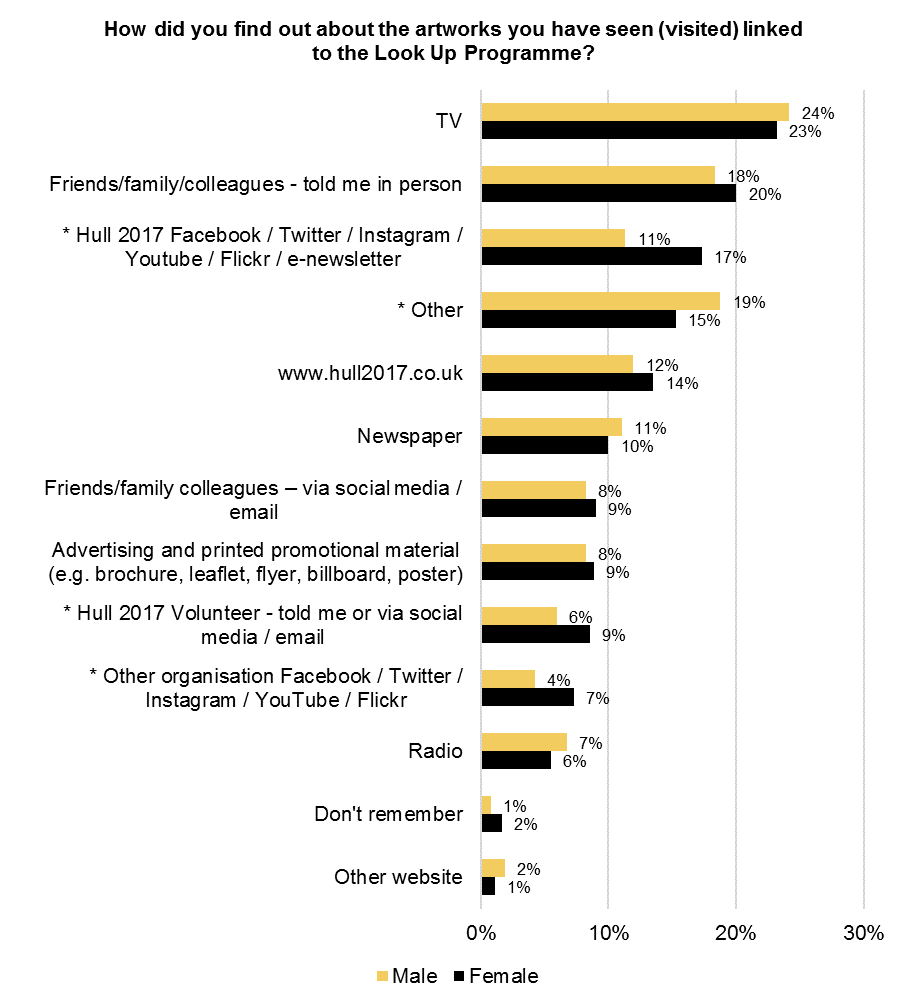 How did you find out about the artworks you have seen (visited) linked
to the Look Up Programme?
TV
24%
23%
Friends/family/colleagues - told me in person
18%
20%
* Hull 2017 Facebook / Twitter / Instagram /
Youtube / Flickr / e-newsletter
11%
17%
* Other
19%
15%
www.hull2017.co.uk
12%
14%
Newspaper
11%
10%
Friends/family colleagues – via social media /
email
8%
9%
Advertising and printed promotional material
(e.g. brochure, leaflet, flyer, billboard, poster)
8%
9%
* Hull 2017 Volunteer - told me or via social
media / email
6%
9%
* Other organisation Facebook / Twitter /
Instagram / YouTube / Flickr
4%
7%
Radio
7%
6%
Don't remember
1%
2%
Other website
2%
1%
0% 10% 20% 30%
Male Female